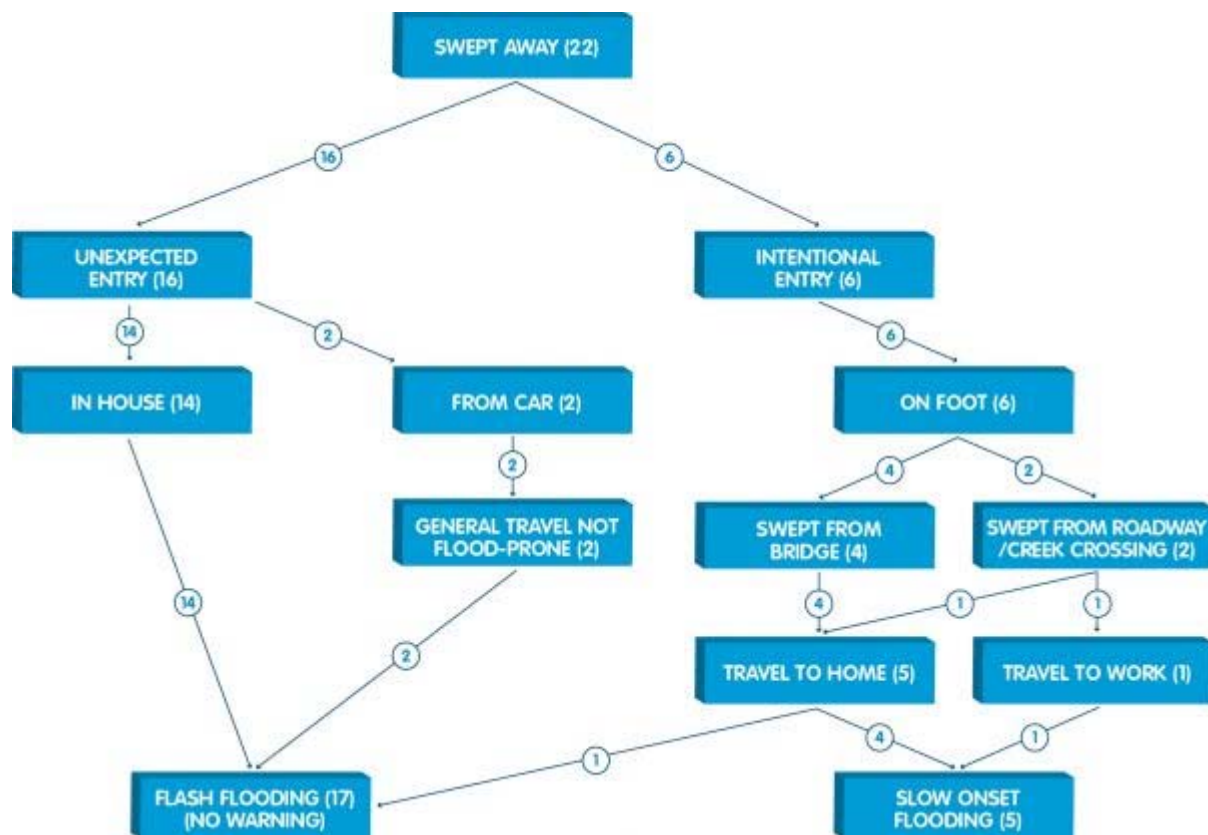 SWEPT AWAY (22)
16
6
UNEXPECTED
ENTRY (16)
INTENTIONAL
ENTRY (6)
14
2
6
IN HOUSE (14)
FROM CAR (2)
ON FOOT (6)
2
4
2
GENERAL TRAVEL NOT
FLOOD-PRONE (2)
SWEPT FROM
BRIDGE (4)
SWEPT FROM ROADWAY
/CREEK CROSSING (2)
14
4
1
1
2
TRAVEL TO HOME (5)
TRAVEL TO WORK (1)
1
4
1
FLASH FLOODING (17)
(NO WARNING)
SLOW ONSET
FLOODING (5)